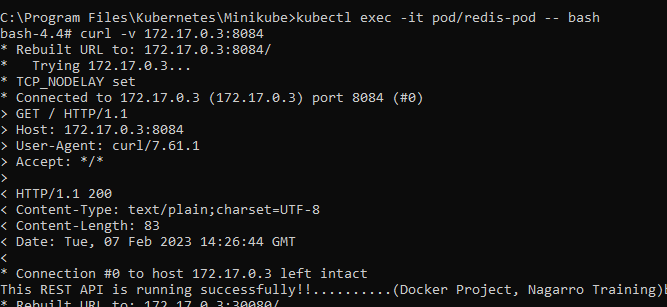 C:\Program Files\Kubernetes\Minikube>kubectl exec -it pod/redis-pod -- bash
bash-4.4# curl -v 172.17.0.3:8084
* Rebuilt URL to: 172.17.0.3:8084/
*   Trying 172.17.0.3...
* TCP_NODELAY set
* Connected to 172.17.0.3 (172.17.0.3) port 8084 (#0)
> GET / HTTP/1.1
> Host: 172.17.0.3:8084
> User-Agent: curl/7.61.1
> Accept: */*
>
< HTTP/1.1 200
< Content-Type: text/plain;charset=UTF-8
< Content-Length: 83
< Date: Tue, 07 Feb 2023 14:26:44 GMT
<
* Connection #0 to host 172.17.0.3 left intact
This REST API is running successfully!!..........(Docker Project, Nagarro Training)
* Rebuilt URL to: 172.17.0.3:30080/